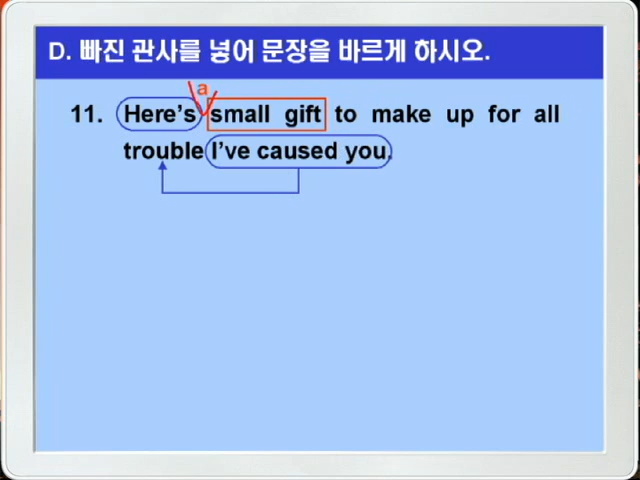 D. 빠진 관사를 넣어 문장을 바르게 하시오.
a
11. Here's small gift to make up for all
trouble I've caused you.